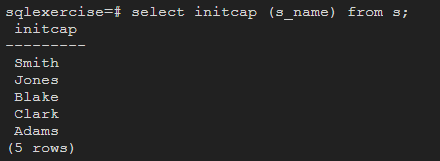 sqlexercise=# select initcap (s_name) from s;
initcap
---------
Smith
Jones
Blake
Clark
Adams
(5 rows)